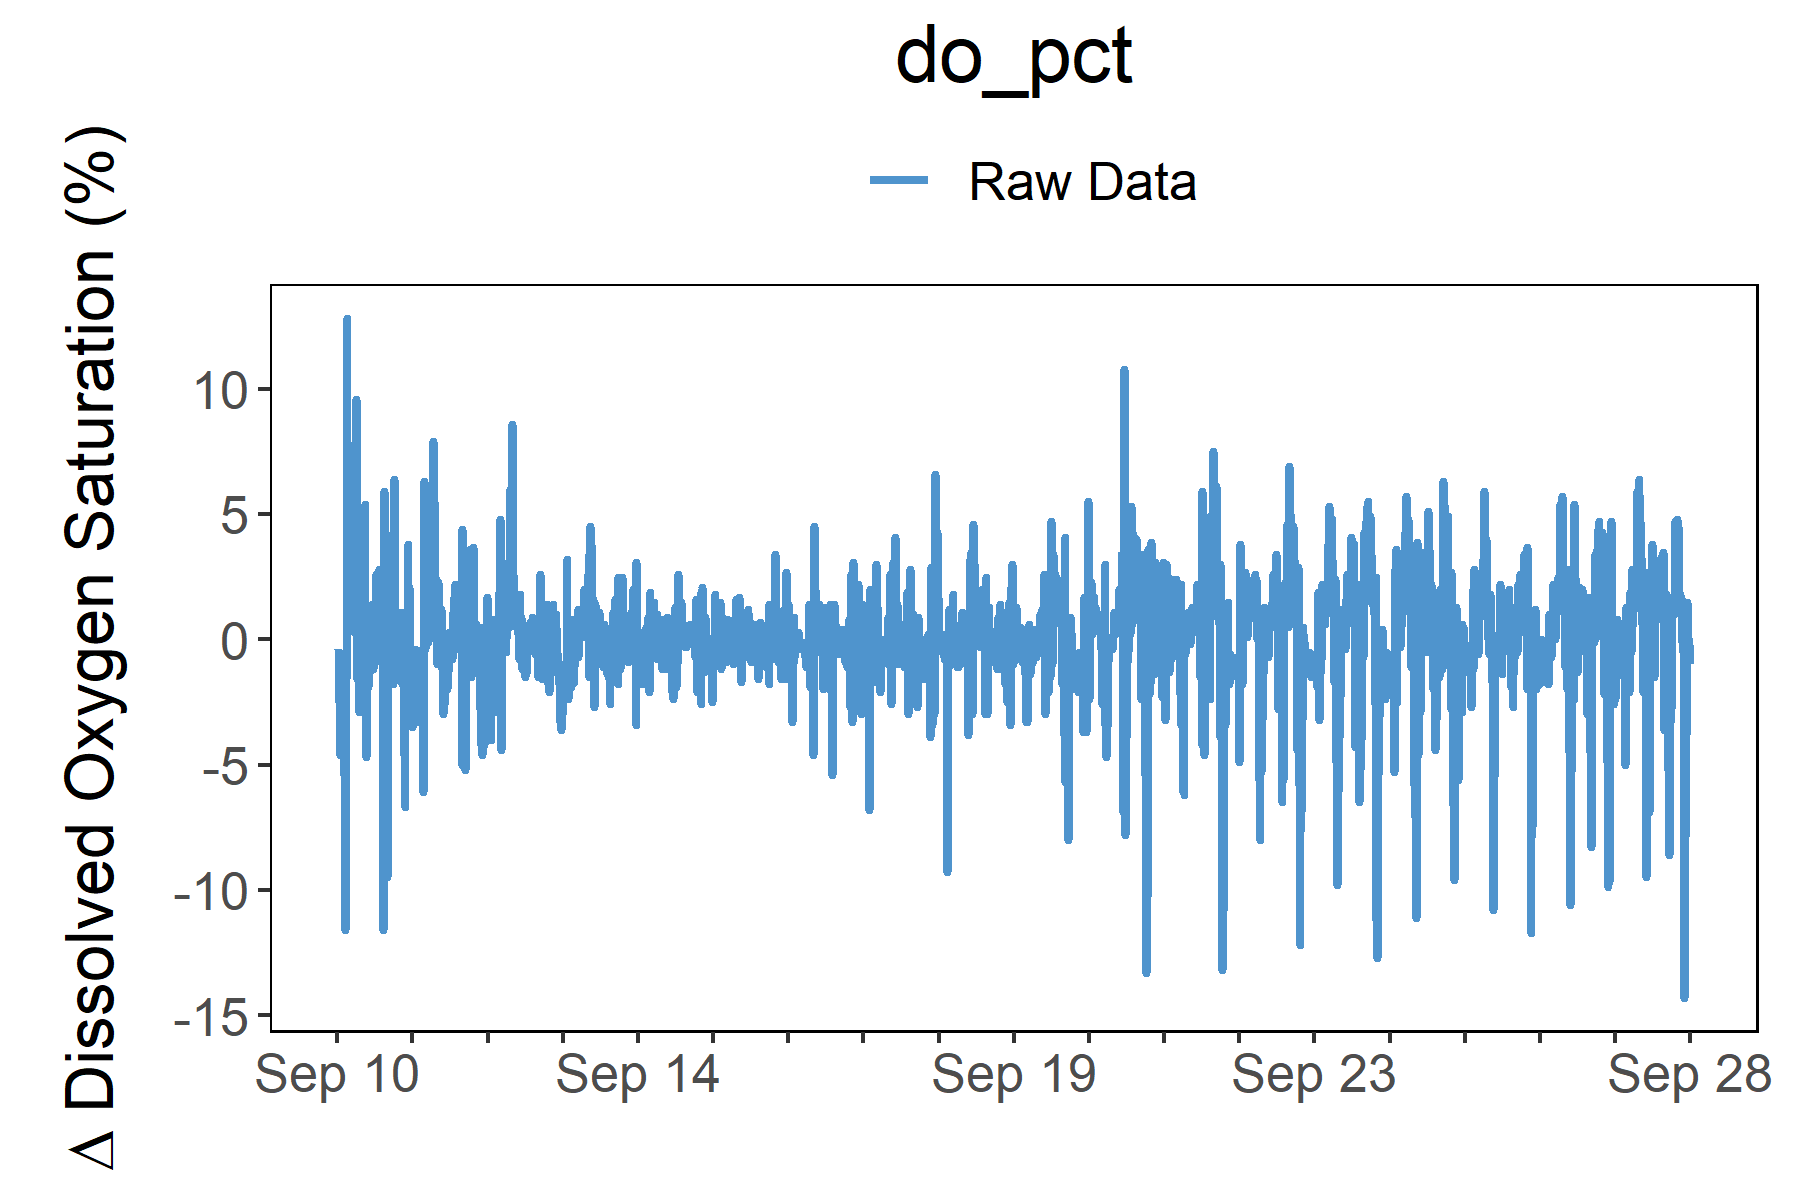 do_pct
Raw Data
Δ Dissolved Oxygen Saturation (%)
10
5
0
-5
-10
-15
Sep 10 Sep 14 Sep 19 Sep 23 Sep 28